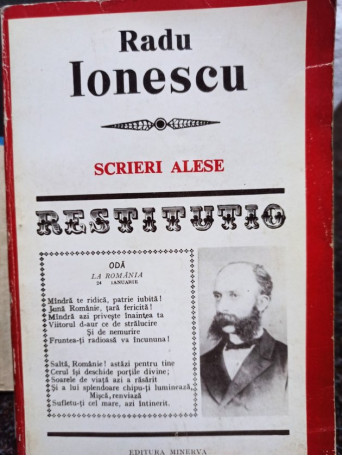 Radu
Ionescu
SCRIERI ALESE
RESTITUTIO
ODĂ
LA ROMÂNIA
24 IANUARIE
Mîndră te ridică, patrie iubită!
Jună Românie, țară fericită!
Mîndră azi privește înaintea ta
Viitorul d-aur ce de strălucire
Și de nemurire
Fruntea-ți radioasă va încununa!
Saltă, Românie! astăzi pentru tine
Cerul își deschide porțile divine;
Soarele de viață azi a răsărit
Și a lui splendoare chipu-ți luminează,
Mișcă, renviază
Sufletu-ți cel mare, azi întinerit.
EDITURA MINERVA